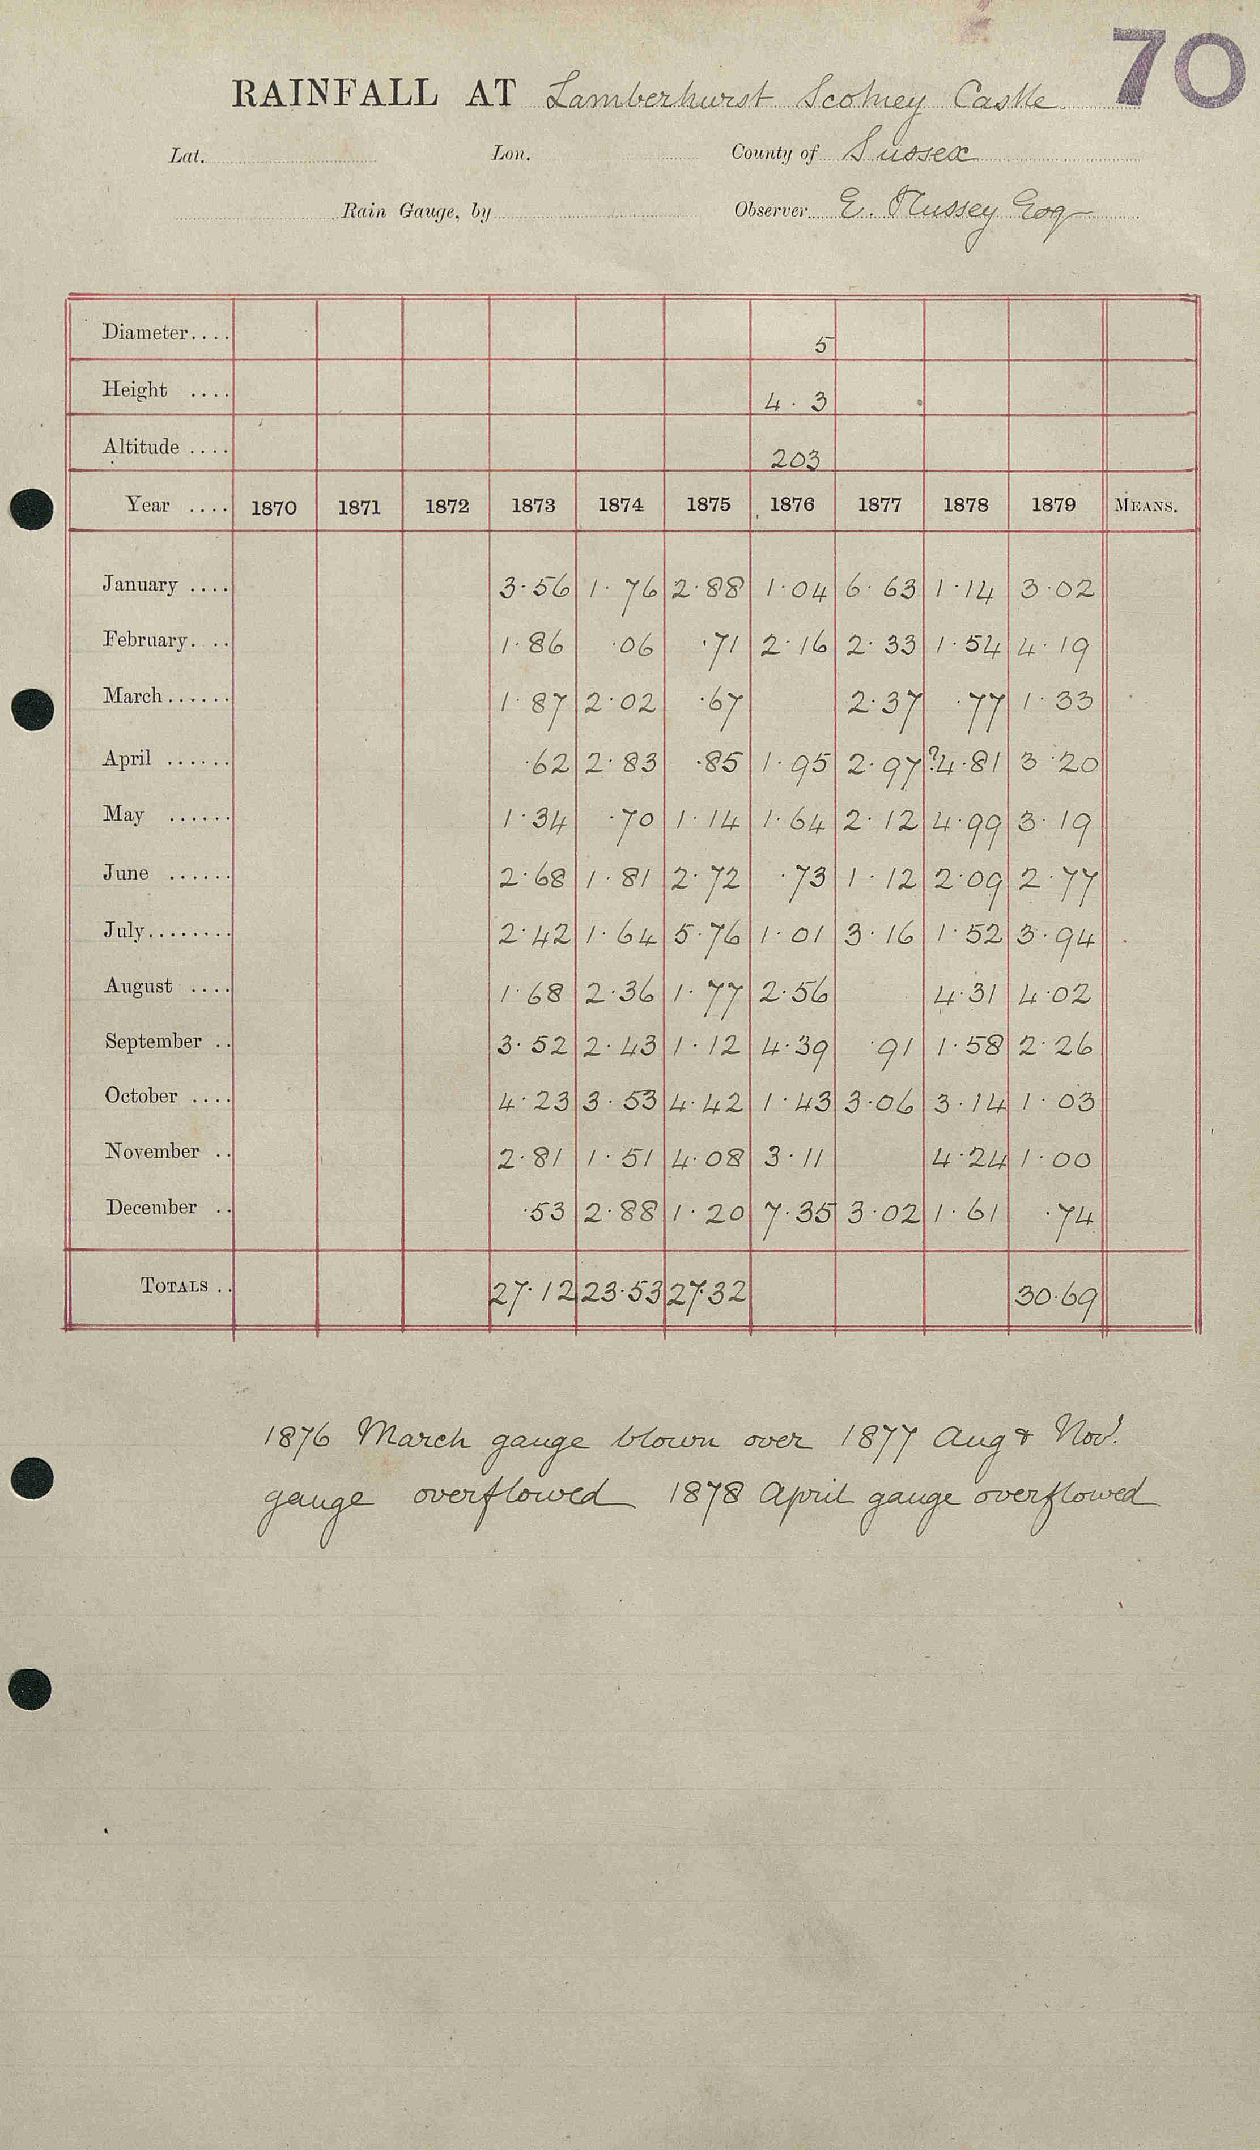 70
RAINFALL AT Lamberhurst Scotney Castle
Lat. Lon. County of Sussex
Rain Gauge, by Observer E. Hussey Esq
Diameter.... 5
Height .... 4. 3
Altitude .... 203
Year .... 1870 1871 1872 1873 1874 1875 1876 1877 1878 1879 MEANS.
January .... 3.56 1.76 2.88 1.04 6.63 1.14 3.02
February. .. 1.86 .06 .71 2.16 2.33 1.54 4.19
March...... 1.87 2.02 .67 2.37 .77 1.33
April ...... .62 2.83 .85 1.95 2.97 ?4.81 3.20
May ...... 1.34 .70 1.14 1.64 2.12 4.99 3.19
June ...... 2.68 1.81 2.72 .73 1.12 2.09 2.77
July........ 2.42 1.64 5.76 1.01 3.16 1.52 3.94
August .... 1.68 2.36 1.77 2.56 4.31 4.02
September .. 3.52 2.43 1.12 4.39 .91 1.58 2.26
October .... 4.23 3.53 4.42 1.43 3.06 3.14 1.03
November .. 2.81 1.51 4.08 3.11 4.24 1.00
December .. .53 2.88 1.20 7.35 3.02 1.61 .74
TOTALS .. 27.12 23.53 27.32 30.69
1876 March gauge blown over 1877 Aug & Nov.
gauge overflowed 1878 April gauge overflowed